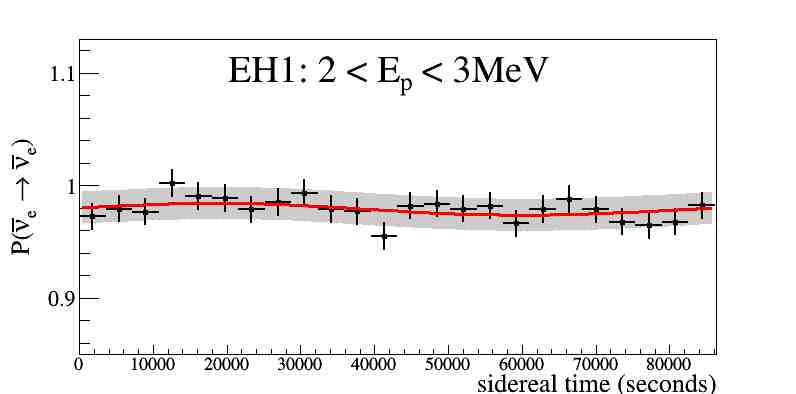 EH1: 2 < Eₚ < 3MeV
P(ν̅ₑ → ν̅ₑ)
1.1
1
0.9
0 10000 20000 30000 40000 50000 60000 70000 80000
sidereal time (seconds)